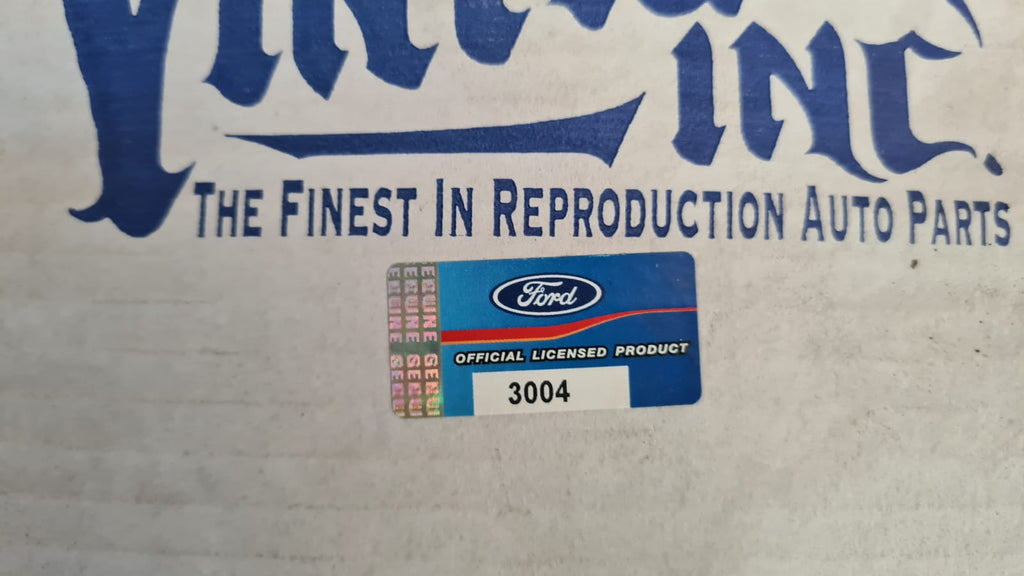 INC.
THE FINEST IN REPRODUCTION AUTO PARTS
Ford
OFFICIAL LICENSED PRODUCT
3004